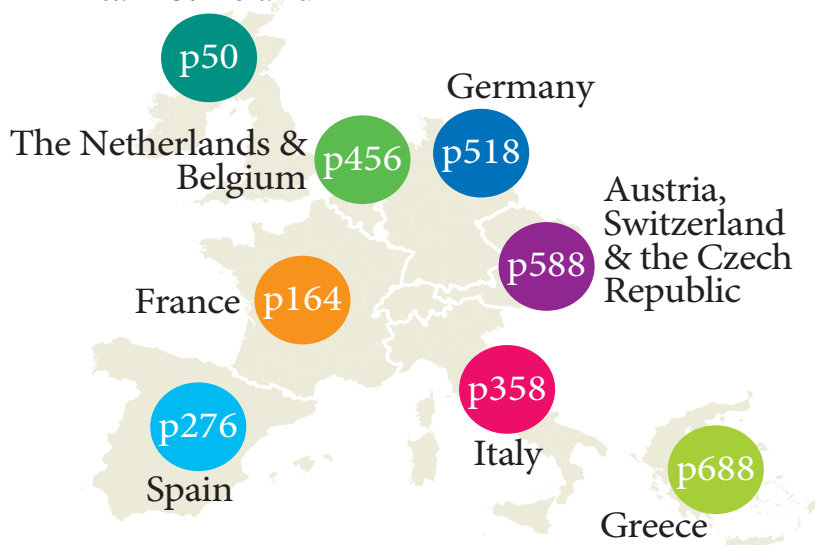 p50
Germany
The Netherlands &
Belgium
p456
p518
Austria,
Switzerland
& the Czech
Republic
p588
France
p164
p358
Italy
p276
Spain
p688
Greece